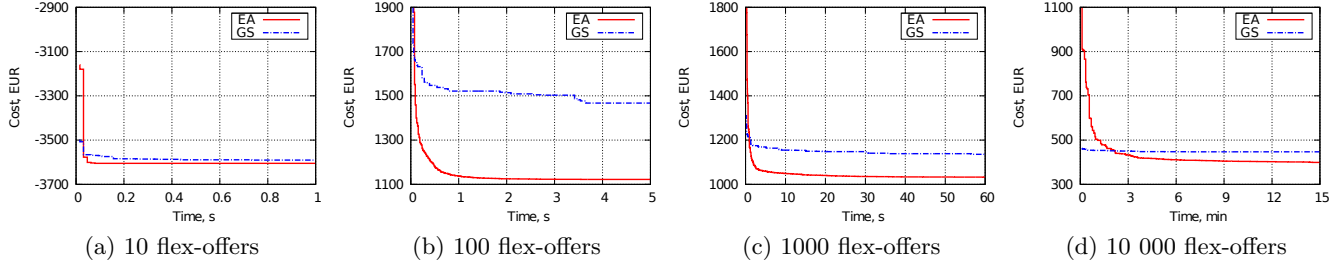 -2900
-3100
-3300
-3500
-3700
Cost, EUR
0
0.2
0.4
0.6
0.8
1
Time, s
EA
GS
(a) 10 flex-offers
1900
1700
1500
1300
1100
Cost, EUR
0
1
2
3
4
5
Time, s
EA
GS
(b) 100 flex-offers
1800
1600
1400
1200
1000
Cost, EUR
0
10
20
30
40
50
60
Time, s
EA
GS
(c) 1000 flex-offers
1100
900
700
500
300
Cost, EUR
0
3
6
9
12
15
Time, min
EA
GS
(d) 10 000 flex-offers